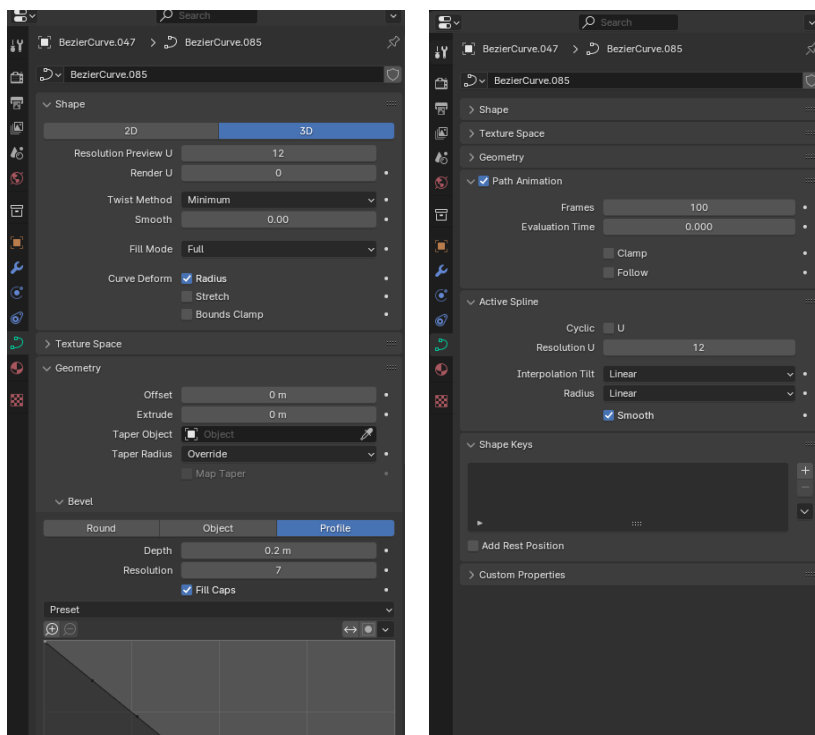 Search
BezierCurve.047 > BezierCurve.085
BezierCurve.085
Shape
2D 3D
Resolution Preview U 12
Render U 0
Twist Method Minimum
Smooth 0.00
Fill Mode Full
Curve Deform Radius
Stretch
Bounds Clamp
Texture Space
Geometry
Offset 0 m
Extrude 0 m
Taper Object Object
Taper Radius Override
Map Taper
Bevel
Round Object Profile
Depth 0.2 m
Resolution 7
Fill Caps
Preset
Search
BezierCurve.047 > BezierCurve.085
BezierCurve.085
Shape
Texture Space
Geometry
Path Animation
Frames 100
Evaluation Time 0.000
Clamp
Follow
Active Spline
Cyclic U
Resolution U 12
Interpolation Tilt Linear
Radius Linear
Smooth
Shape Keys
Add Rest Position
Custom Properties